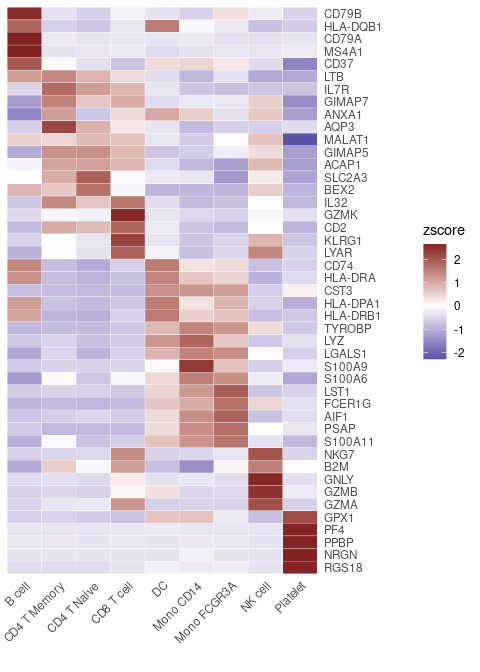 CD79B
HLA-DQB1
CD79A
MS4A1
CD37
LTB
IL7R
GIMAP7
ANXA1
AQP3
MALAT1
GIMAP5
ACAP1
SLC2A3
BEX2
IL32
GZMK
CD2
KLRG1
LYAR
CD74
HLA-DRA
CST3
HLA-DPA1
HLA-DRB1
TYROBP
LYZ
LGALS1
S100A9
S100A6
LST1
FCER1G
AIF1
PSAP
S100A11
NKG7
B2M
GNLY
GZMB
GZMA
GPX1
PF4
PPBP
NRGN
RGS18
zscore
2
1
0
-1
-2
B cell
CD4 T Memory
CD4 T Naive
CD8 T cell
DC
Mono CD14
Mono FCGR3A
NK cell
Platelet